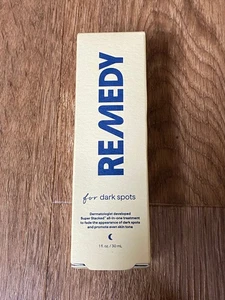 REMEDY
for dark spots
Dermatologist developed
Super Stacked™ all-in-one treatment
to fade the appearance of dark spots
and promote even skin tone
1 fl. oz / 30 mL